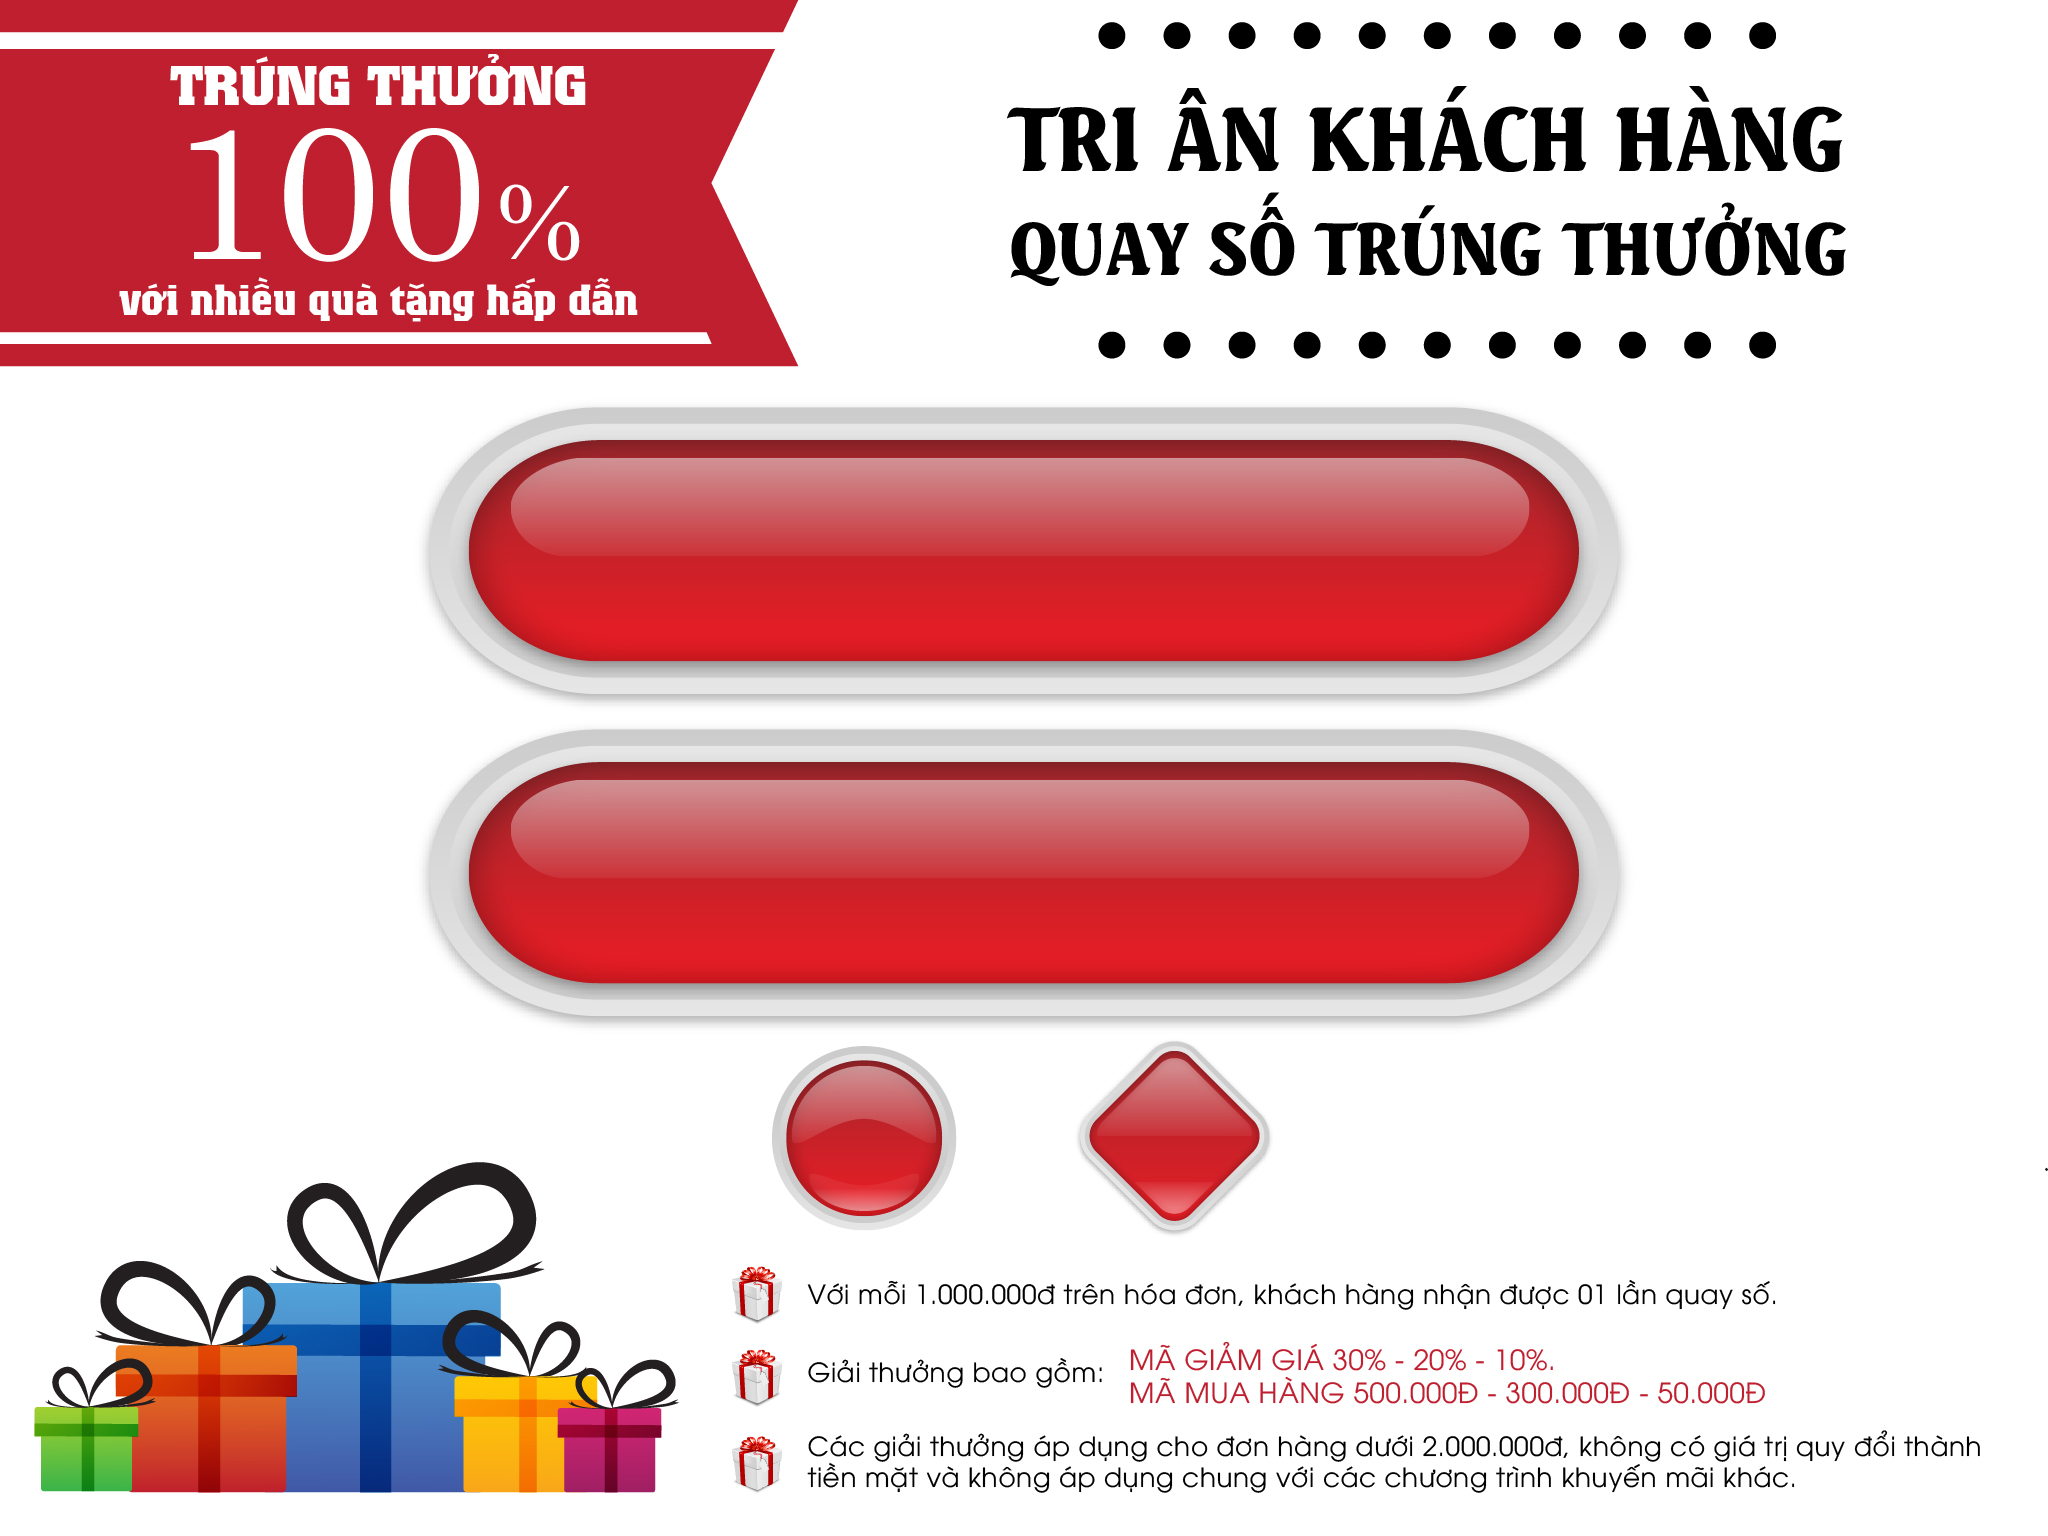 TRÚNG THƯỞNG
100%
với nhiều quà tặng hấp dẫn
TRI ÂN KHÁCH HÀNG
QUAY SỐ TRÚNG THƯỞNG
Với mỗi 1.000.000đ trên hóa đơn, khách hàng nhận được 01 lần quay số.
Giải thưởng bao gồm:
MÃ GIẢM GIÁ 30% - 20% - 10%.
MÃ MUA HÀNG 500.000Đ - 300.000Đ - 50.000Đ
Các giải thưởng áp dụng cho đơn hàng dưới 2.000.000đ, không có giá trị quy đổi thành
tiền mặt và không áp dụng chung với các chương trình khuyến mãi khác.